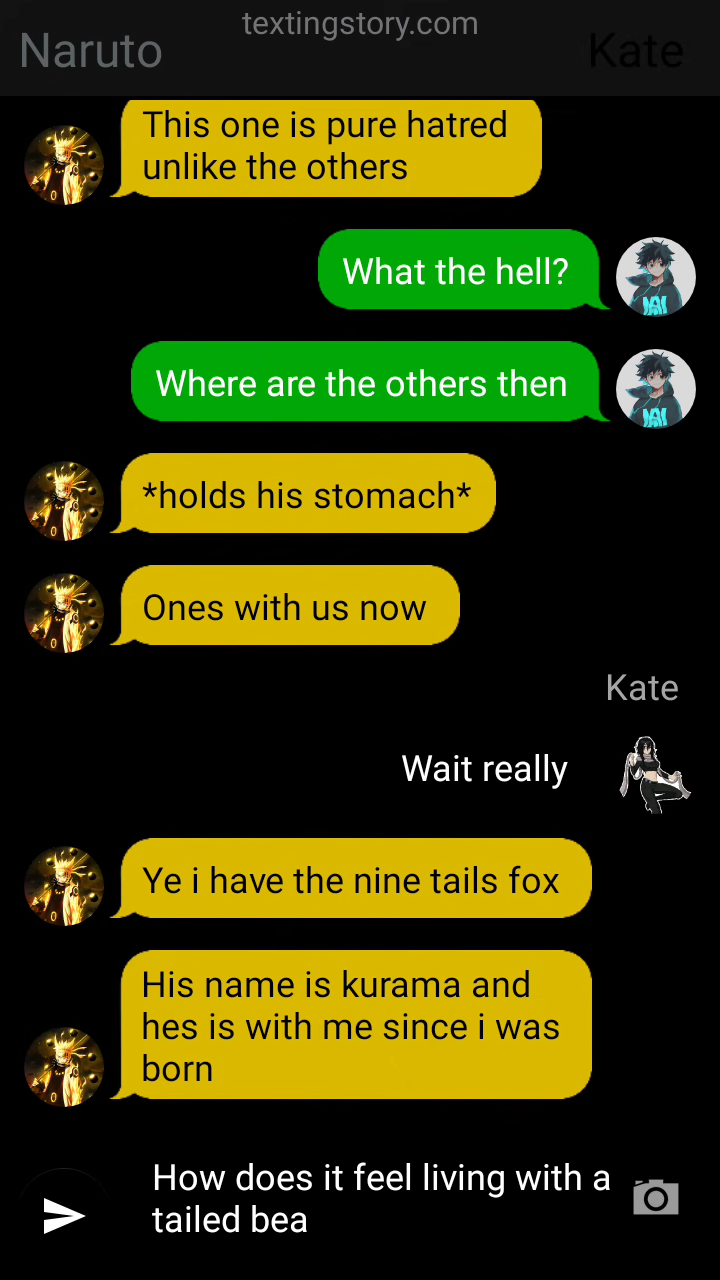 textingstory.com
Naruto
Kate
This one is pure hatred
unlike the others
What the hell?
Where are the others then
*holds his stomach*
Ones with us now
Kate
Wait really
Ye i have the nine tails fox
His name is kurama and
hes is with me since i was
born
How does it feel living with a
tailed bea